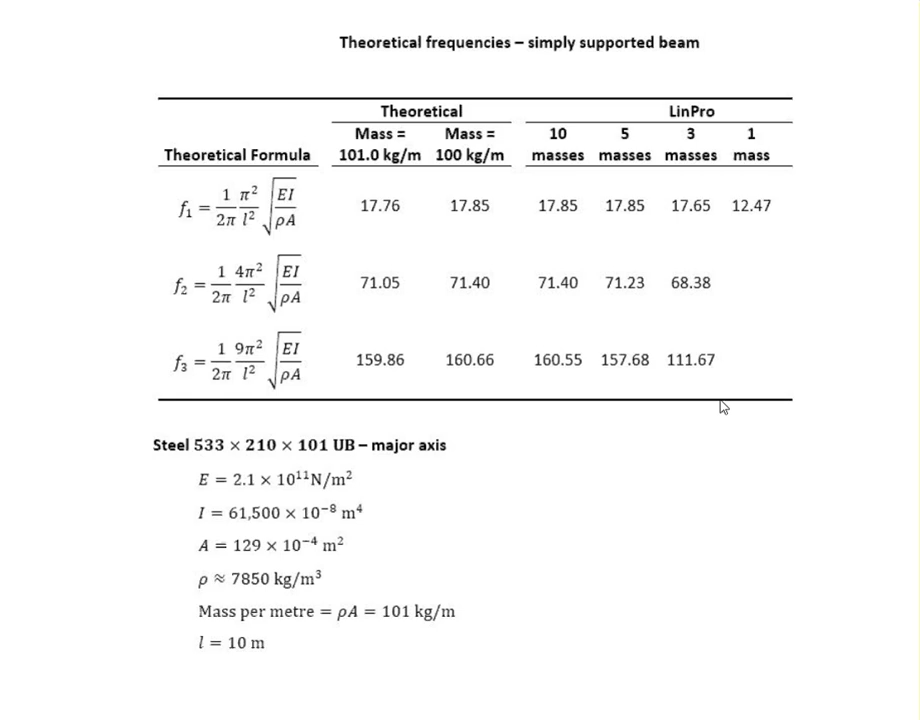 Theoretical frequencies – simply supported beam
Theoretical LinPro
Mass = Mass = 10 5 3 1
Theoretical Formula 101.0 kg/m 100 kg/m masses masses masses mass
f₁ = 1/2π π²/l² √(EI/ρA) 17.76 17.85 17.85 17.85 17.65 12.47
f₂ = 1/2π 4π²/l² √(EI/ρA) 71.05 71.40 71.40 71.23 68.38
f₃ = 1/2π 9π²/l² √(EI/ρA) 159.86 160.66 160.55 157.68 111.67
Steel 533 × 210 × 101 UB – major axis
E = 2.1 × 10¹¹N/m²
I = 61,500 × 10⁻⁸ m⁴
A = 129 × 10⁻⁴ m²
ρ ≈ 7850 kg/m³
Mass per metre = ρA = 101 kg/m
l = 10 m